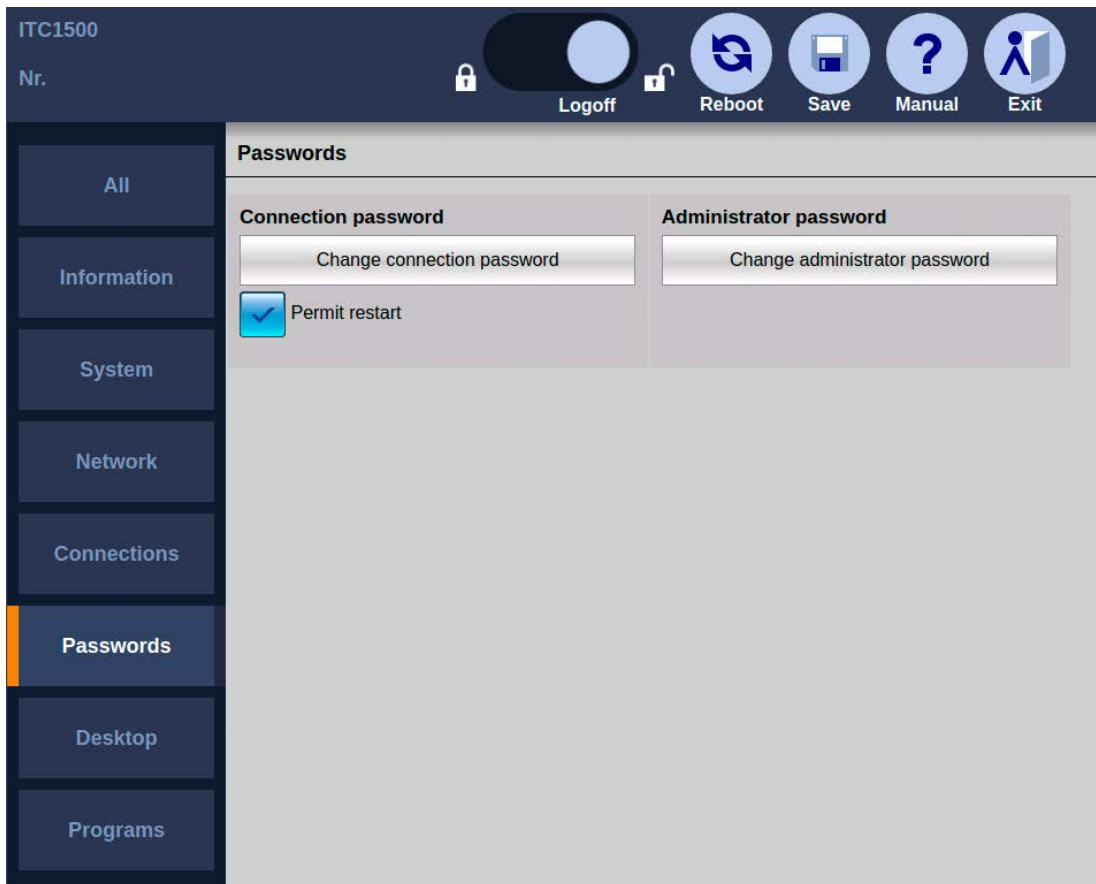 ITC1500
Nr.
Logoff
Reboot
Save
Manual
Exit
All
Information
System
Network
Connections
Passwords
Desktop
Programs
Passwords
Connection password
Change connection password
Permit restart
Administrator password
Change administrator password